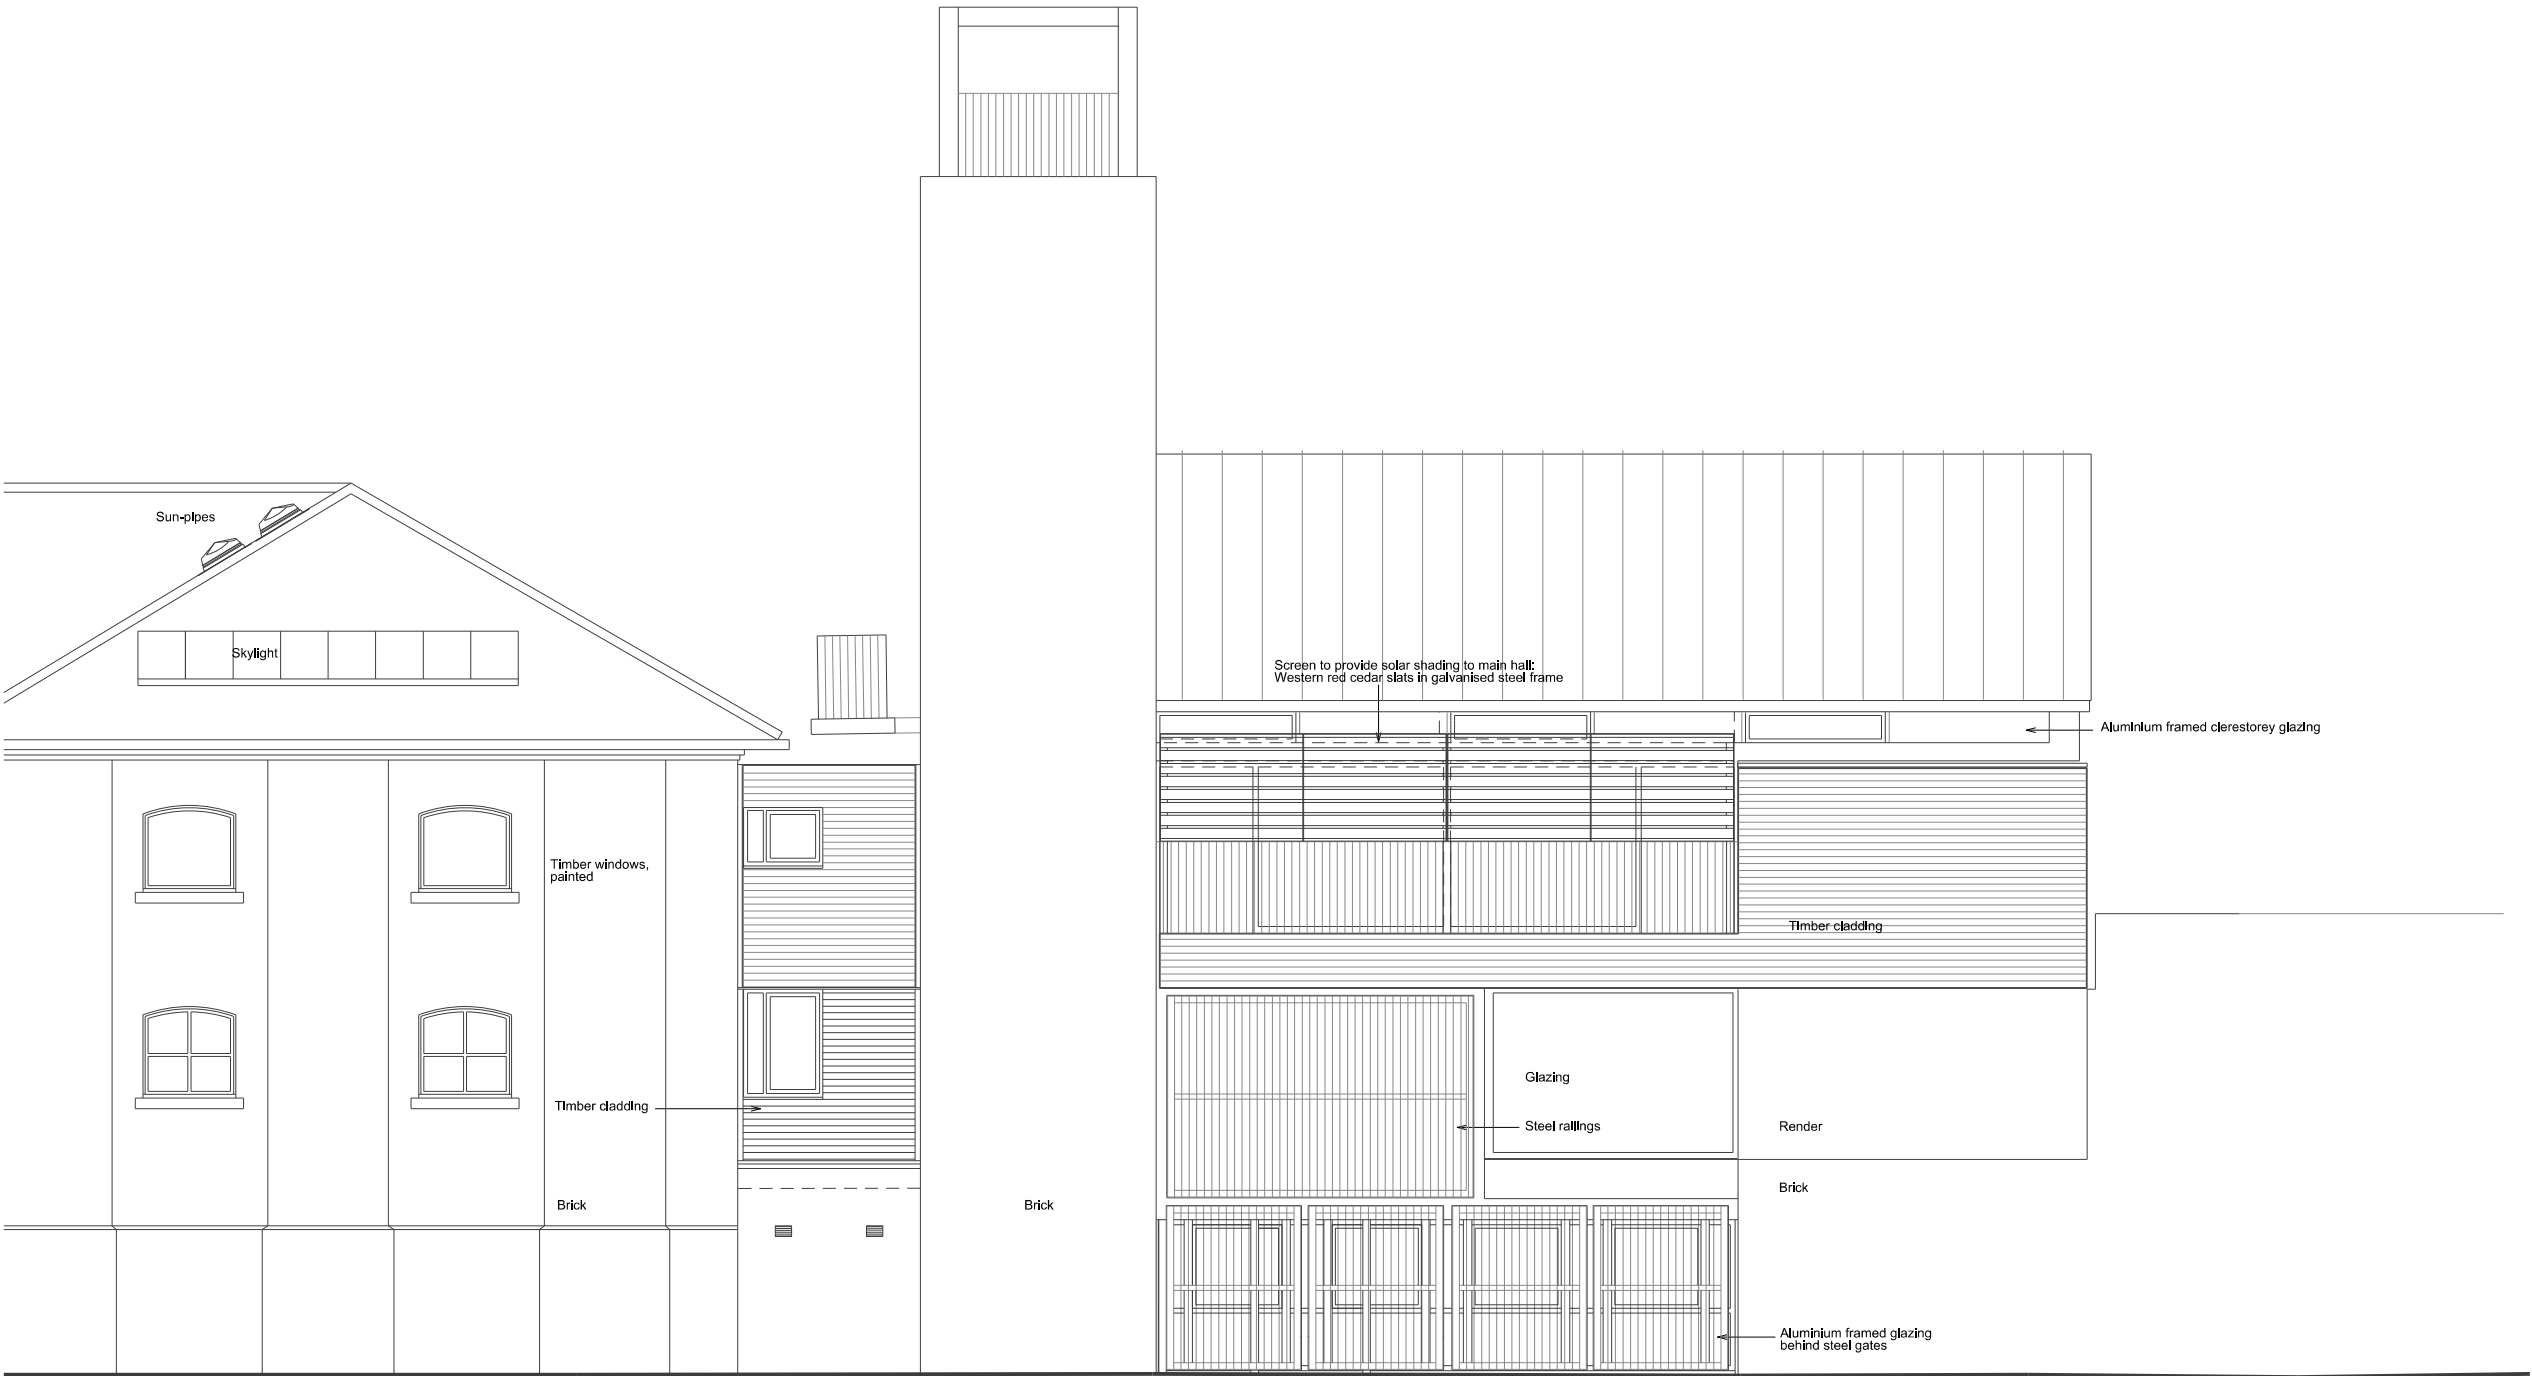 Sun-pipes
Skylight
Screen to provide solar shading to main hall:
Western red cedar slats in galvanised steel frame
Aluminium framed clerestorey glazing
Timber windows,
painted
Timber cladding
Glazing
Timber cladding
Steel railings
Render
Brick
Brick
Brick
Aluminium framed glazing
behind steel gates